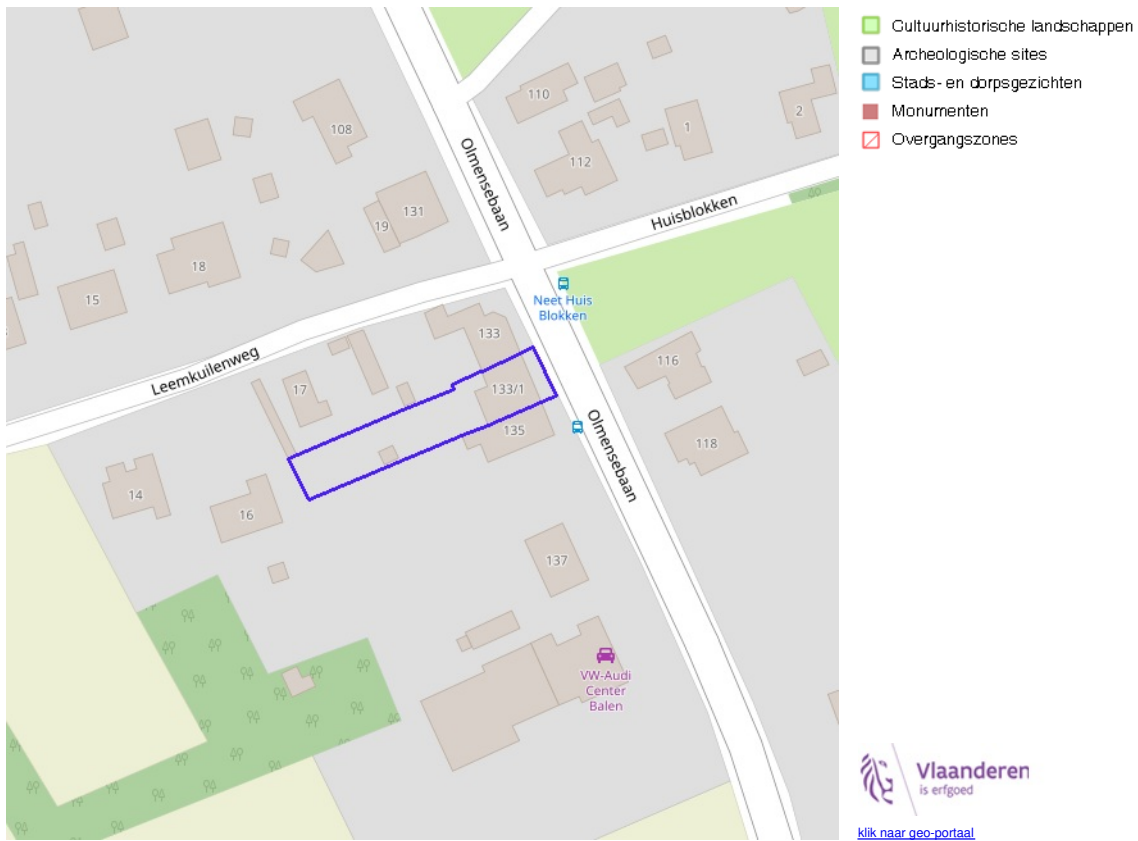 Cultuurhistorische landschappen
Archeologische sites
Stads- en dorpsgezichten
Monumenten
Overgangszones
110
108
1
2
112
Olmensebaan
131
19
Huisblokken
18
15
Neet Huis
Blokken
133
116
Leemkuilenweg
17
133/1
135
Olmensebaan
118
14
16
137
VW-Audi
Center
Balen
Vlaanderen
is erfgoed
klik naar geo-portaal